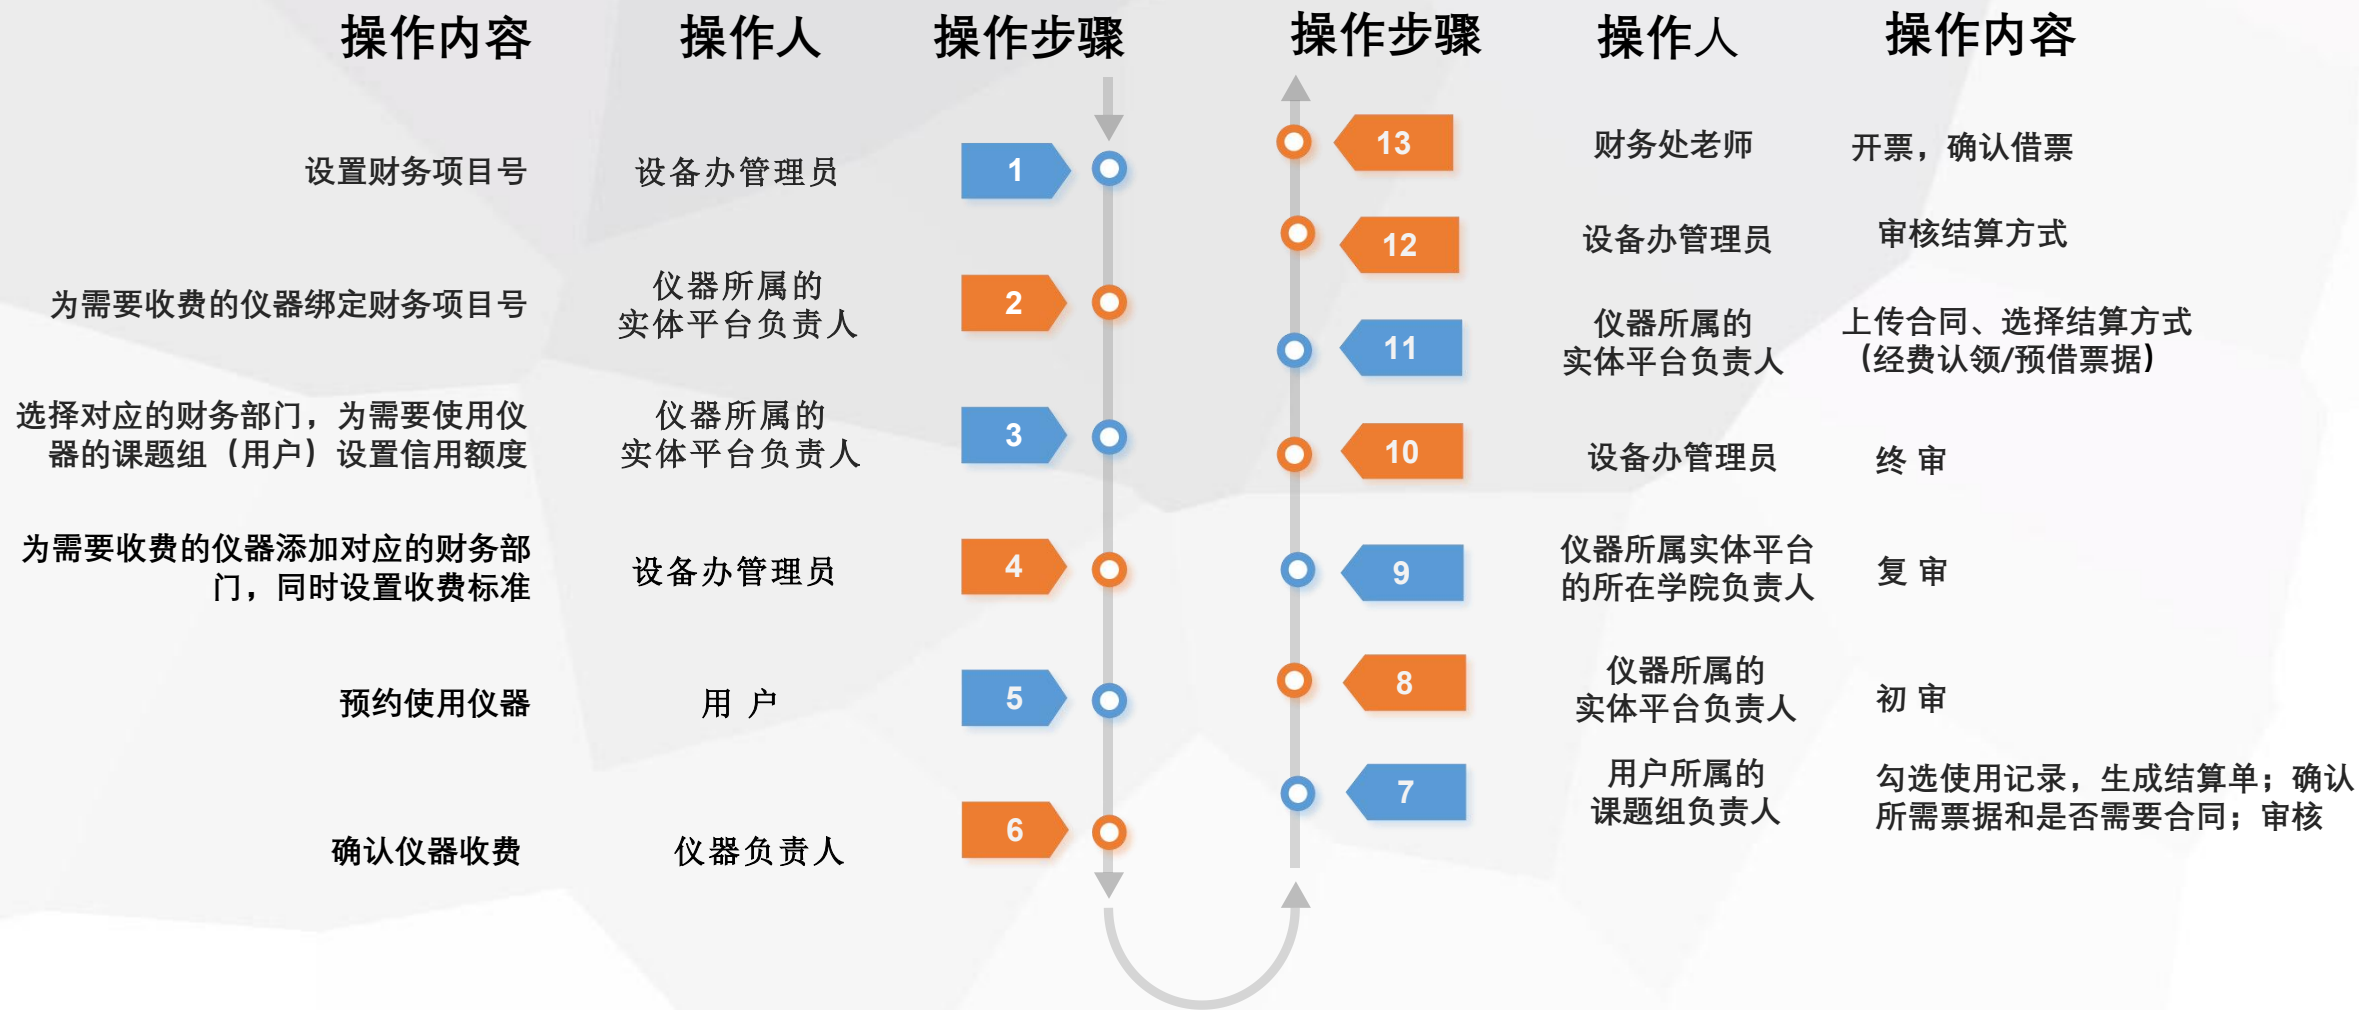 操作内容 操作人 操作步骤
设置财务项目号 设备办管理员 1
为需要收费的仪器绑定财务项目号
仪器所属的
实体平台负责人
2
选择对应的财务部门，为需要使用仪
器的课题组（用户）设置信用额度
仪器所属的
实体平台负责人
3
为需要收费的仪器添加对应的财务部
门，同时设置收费标准
设备办管理员
4
预约使用仪器 用 户 5
确认仪器收费 仪器负责人 6
操作步骤 操作人 操作内容
13 财务处老师 开票，确认借票
12 设备办管理员 审核结算方式
11
仪器所属的
实体平台负责人
上传合同、选择结算方式
（经费认领/预借票据）
10 设备办管理员 终 审
9
仪器所属实体平台
的所在学院负责人
复 审
8
仪器所属的
实体平台负责人
初 审
7
用户所属的
课题组负责人
勾选使用记录，生成结算单；确认
所需票据和是否需要合同；审核